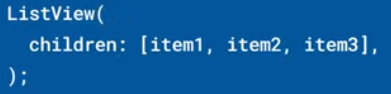 ListView(
  children: [item1, item2, item3],
);